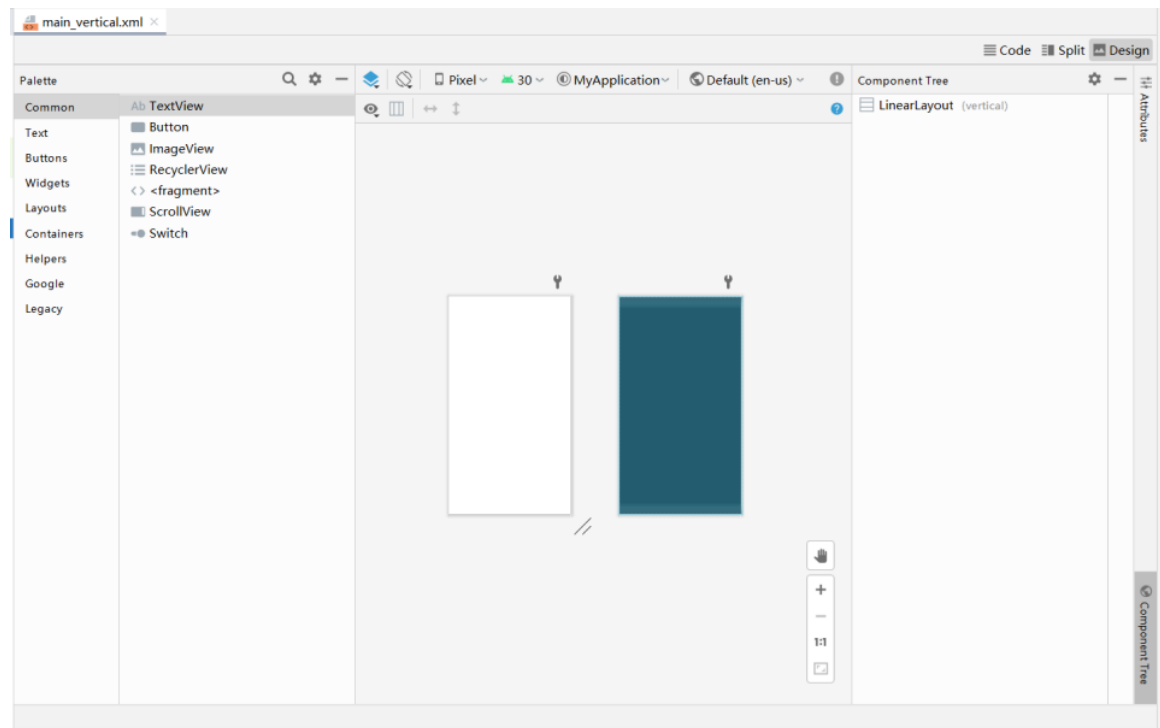 main_vertical.xml
Code Split Design
Palette
Pixel 30 MyApplication Default (en-us)
Component Tree
Attributes
Common
Text
Buttons
Widgets
Layouts
Containers
Helpers
Google
Legacy
Ab TextView
Button
ImageView
RecyclerView
<fragment>
ScrollView
Switch
LinearLayout (vertical)
1:1
Component Tree